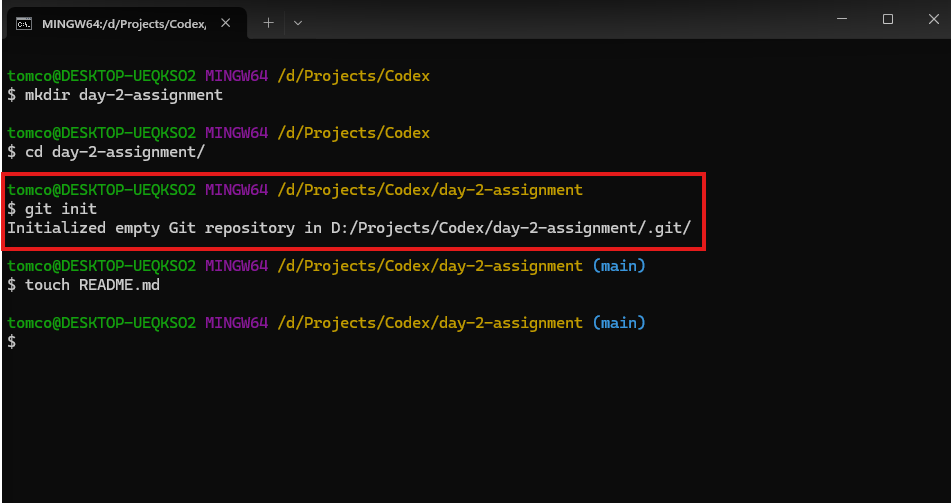 MINGW64:/d/Projects/Codex,
tomco@DESKTOP-UEQKSO2 MINGW64 /d/Projects/Codex
$ mkdir day-2-assignment
tomco@DESKTOP-UEQKSO2 MINGW64 /d/Projects/Codex
$ cd day-2-assignment/
tomco@DESKTOP-UEQKSO2 MINGW64 /d/Projects/Codex/day-2-assignment
$ git init
Initialized empty Git repository in D:/Projects/Codex/day-2-assignment/.git/
tomco@DESKTOP-UEQKSO2 MINGW64 /d/Projects/Codex/day-2-assignment (main)
$ touch README.md
tomco@DESKTOP-UEQKSO2 MINGW64 /d/Projects/Codex/day-2-assignment (main)
$